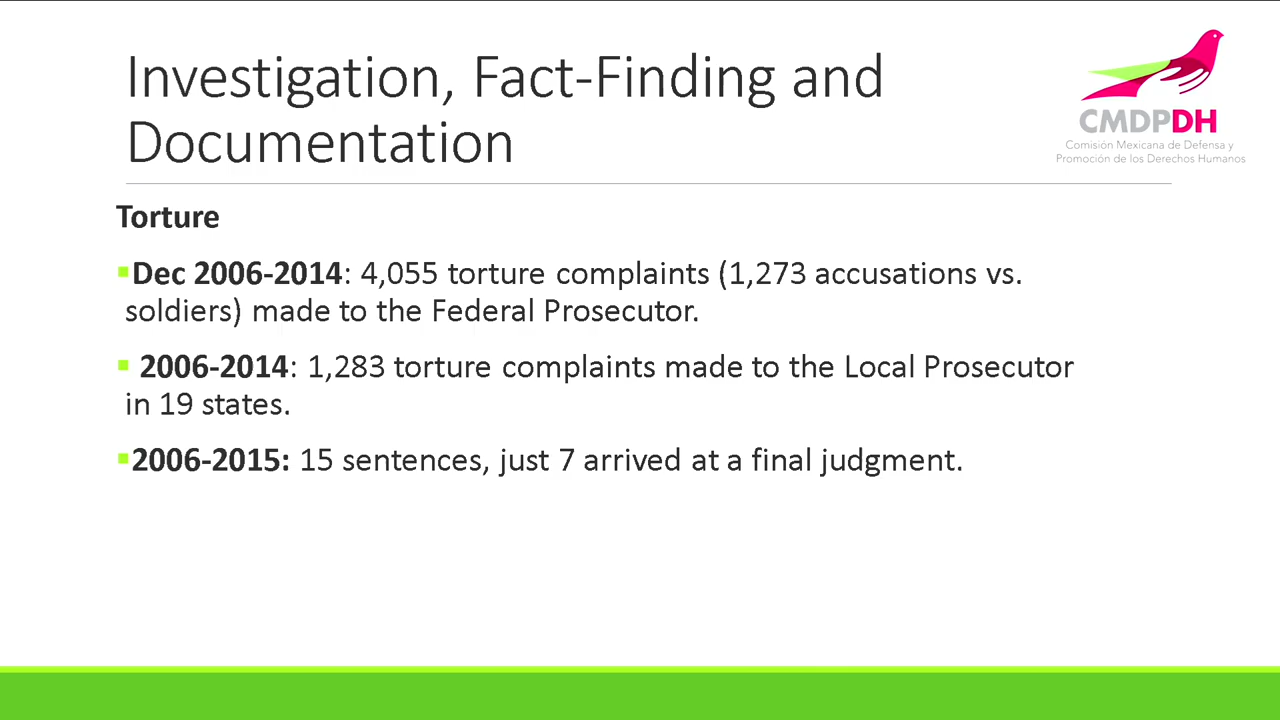 Investigation, Fact-Finding and
Documentation
CMDPDH
Comisión Mexicana de Defensa y
Promoción de los Derechos Humanos
Torture
▪Dec 2006-2014: 4,055 torture complaints (1,273 accusations vs.
soldiers) made to the Federal Prosecutor.
▪ 2006-2014: 1,283 torture complaints made to the Local Prosecutor
in 19 states.
▪2006-2015: 15 sentences, just 7 arrived at a final judgment.